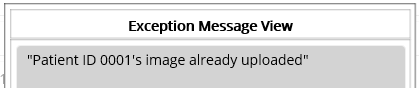 Exception Message View
"Patient ID 0001's image already uploaded"